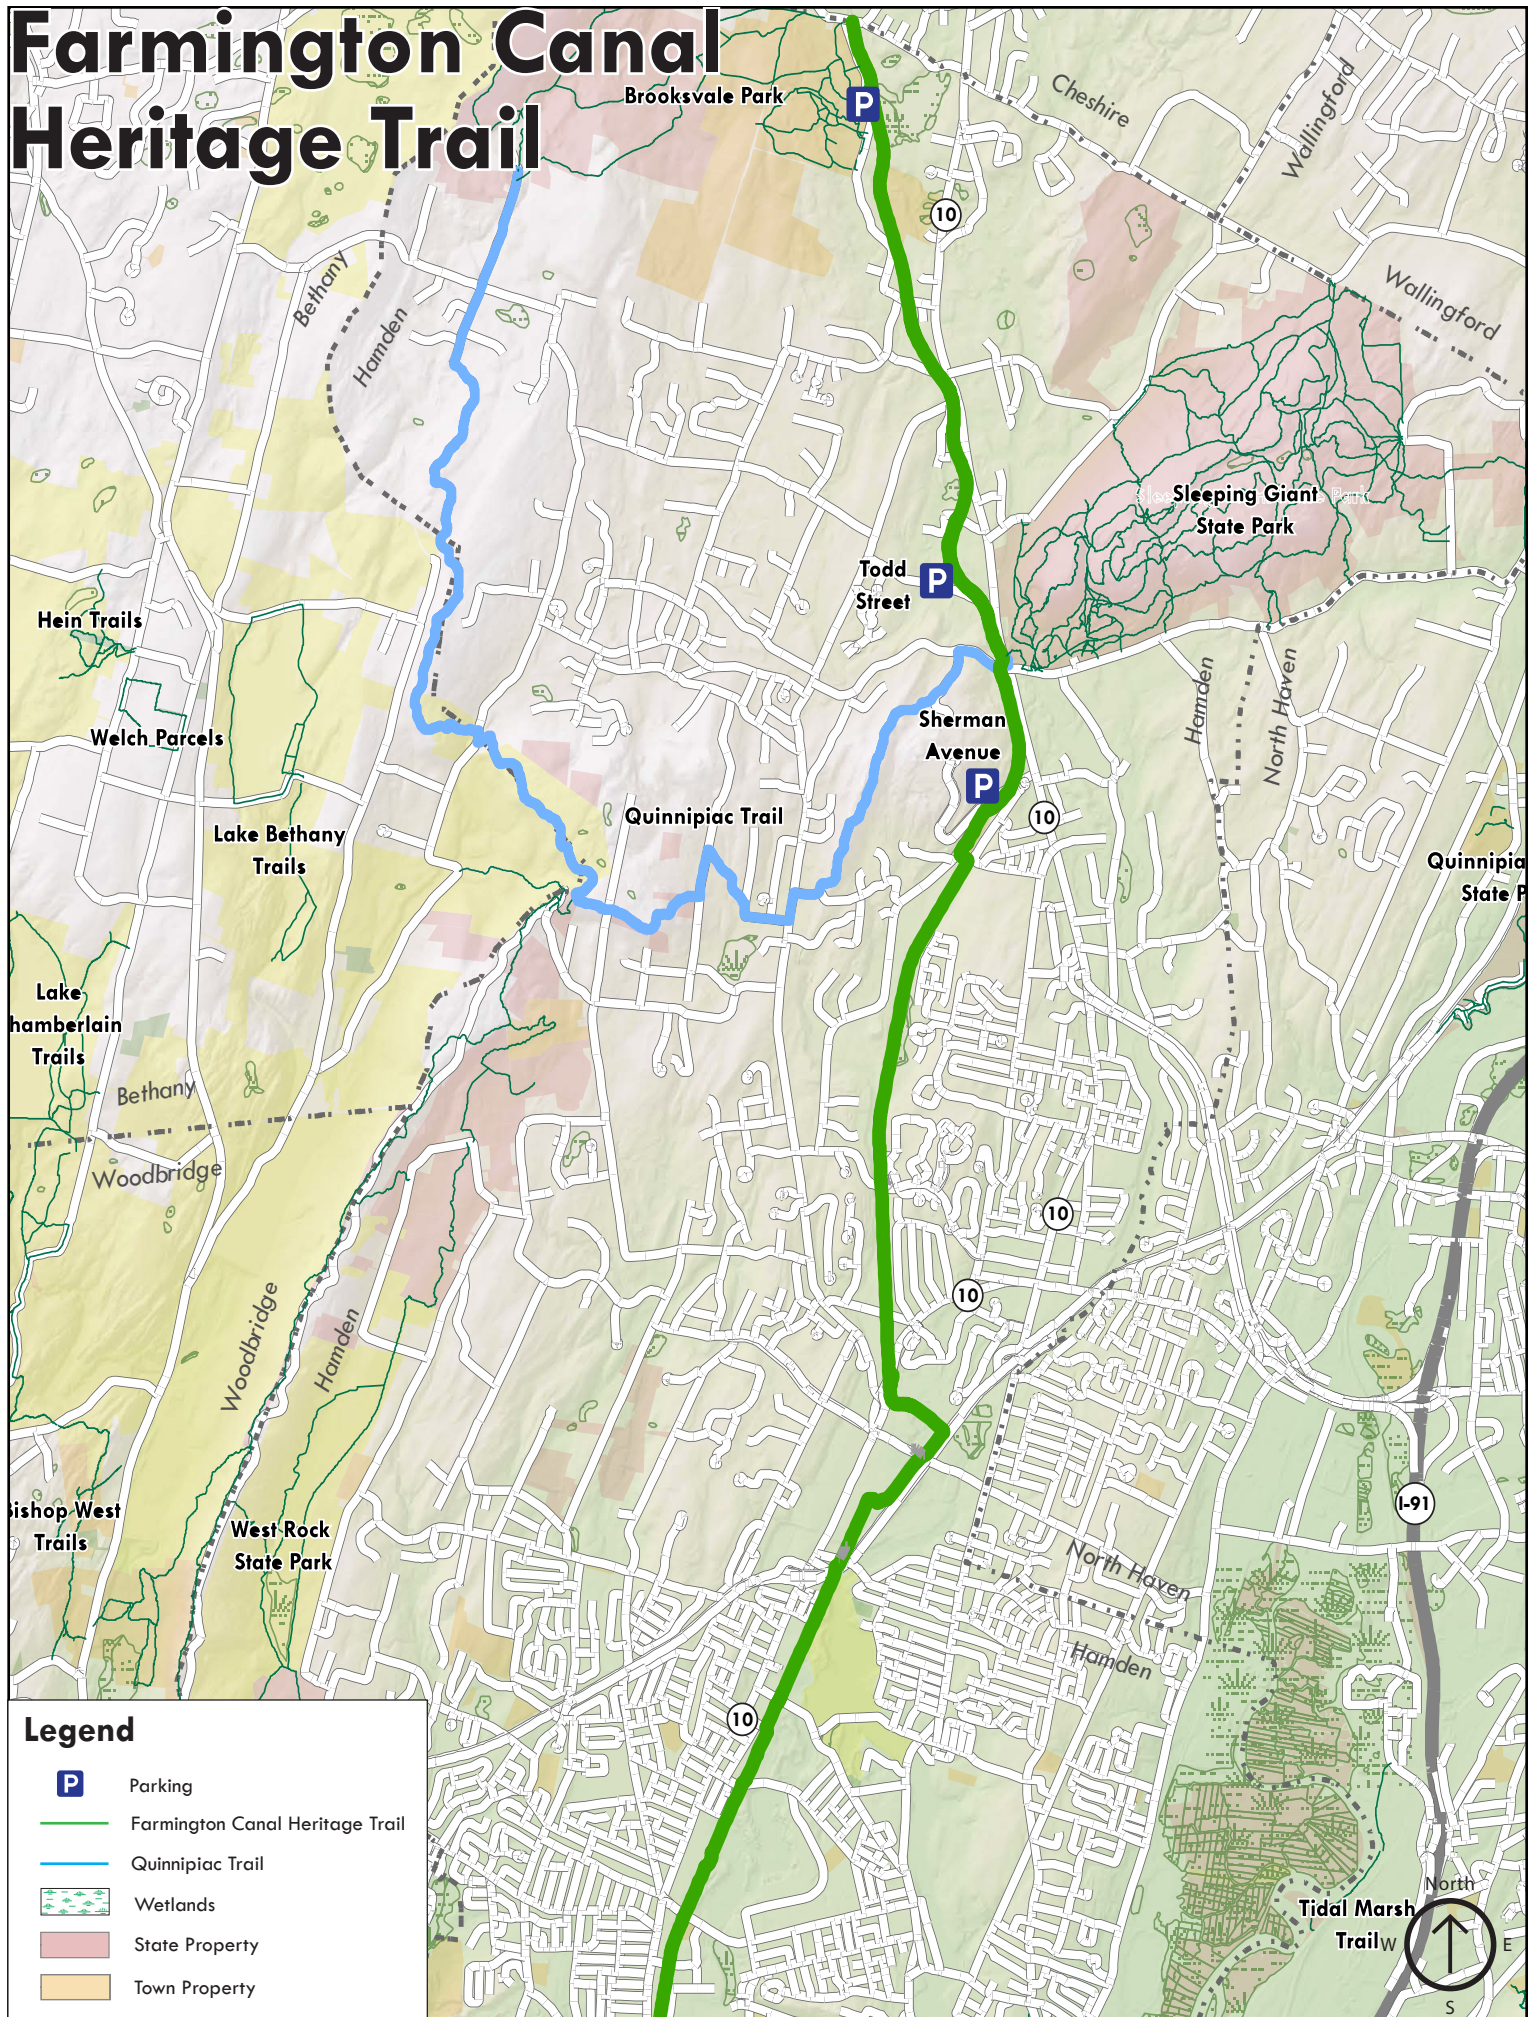 Farmington Canal
Heritage Trail
Brooksvale Park
P
Cheshire
Wallingford
10
Bethany
Hamden
Wallingford
Sleeping Giant
State Park
Todd
Street
P
Hein Trails
Hamden
North Haven
Sherman
Avenue
P
Welch Parcels
Quinnipiac Trail
10
Lake Bethany
Trails
Quinnipia
State P
Lake
hamberlain
Trails
Bethany
Woodbridge
10
10
Woodbridge
Hamden
I-91
Bishop West
Trails
West Rock
State Park
North Haven
Hamden
10
Legend
P Parking
Farmington Canal Heritage Trail
Quinnipiac Trail
Wetlands
State Property
Town Property
Tidal Marsh
Trail
North
W E
S